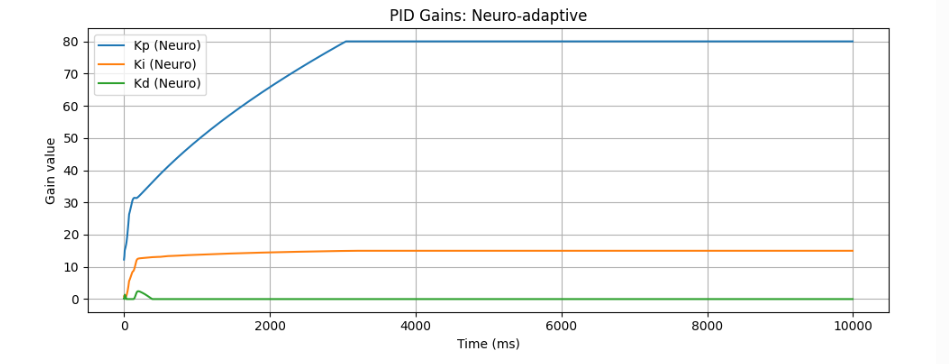 PID Gains: Neuro-adaptive
80
70
60
50
40
30
20
10
0
Gain value
Kp (Neuro)
Ki (Neuro)
Kd (Neuro)
0
2000
4000
6000
8000
10000
Time (ms)